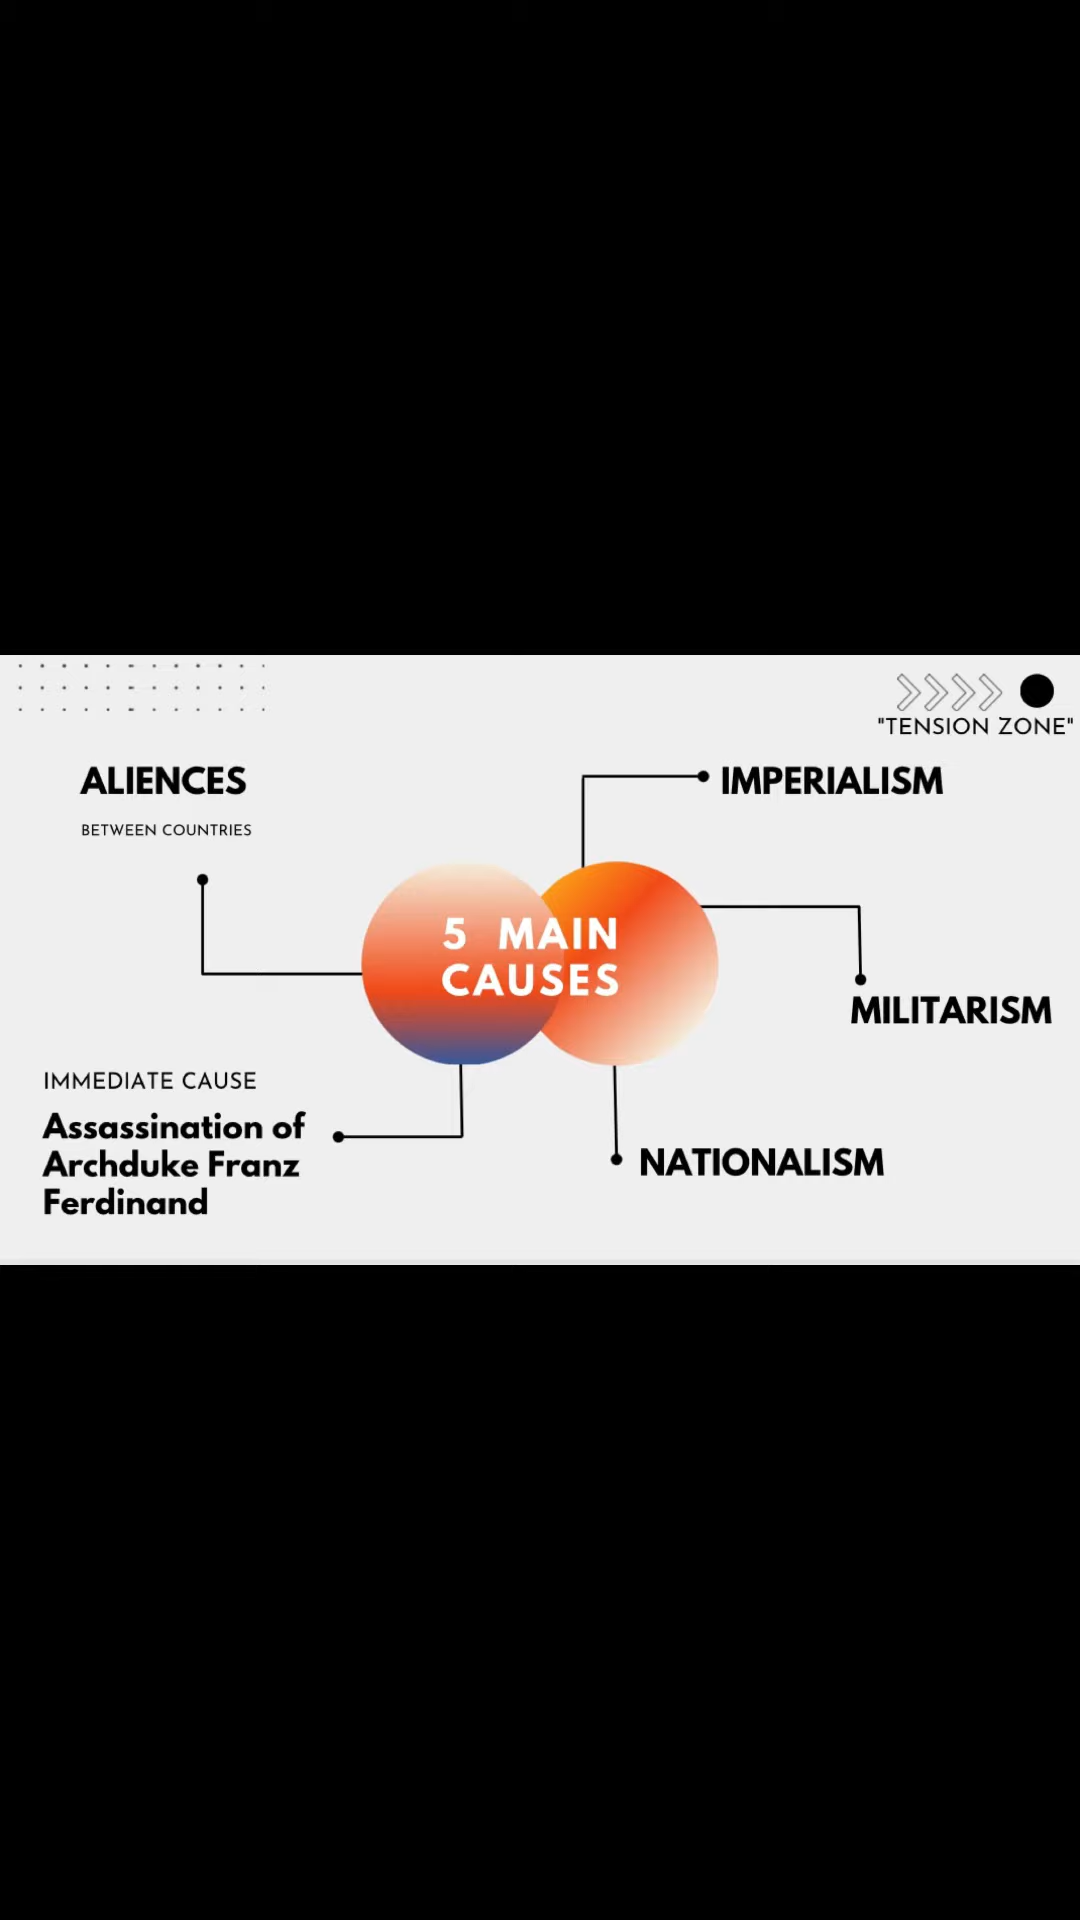 "TENSION ZONE"
ALIENCES
BETWEEN COUNTRIES
IMPERIALISM
5 MAIN
CAUSES
MILITARISM
IMMEDIATE CAUSE
Assassination of
Archduke Franz
Ferdinand
NATIONALISM